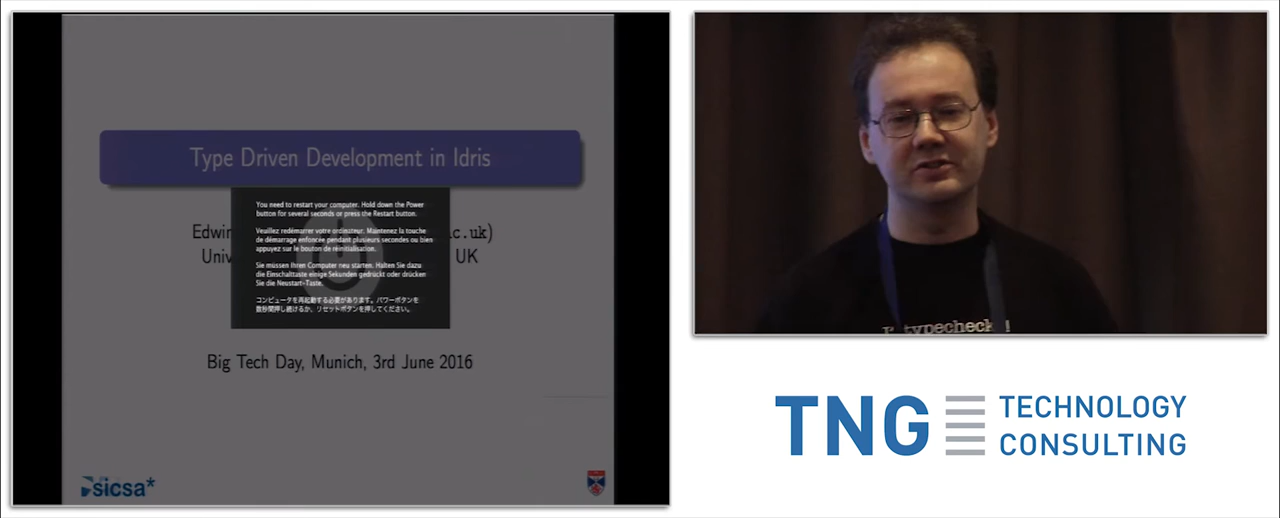 Type Driven Development in Idris
Edwin
c.uk)
Univ
UK
You need to restart your computer. Hold down the Power
button for several seconds or press the Restart button.
Veuillez redémarrer votre ordinateur. Maintenez la touche
de démarrage enfoncée pendant plusieurs secondes ou bien
appuyez sur le bouton de réinitialisation.
Sie müssen Ihren Computer neu starten. Halten Sie dazu
die Einschalttaste einige Sekunden gedrückt oder drücken
Sie die Neustart-Taste.
コンピュータを再起動する必要があります。パワーボタンを
数秒間押し続けるか、リセットボタンを押してください。
Big Tech Day, Munich, 3rd June 2016
sicsa*
typecheck
TNG
TECHNOLOGY
CONSULTING